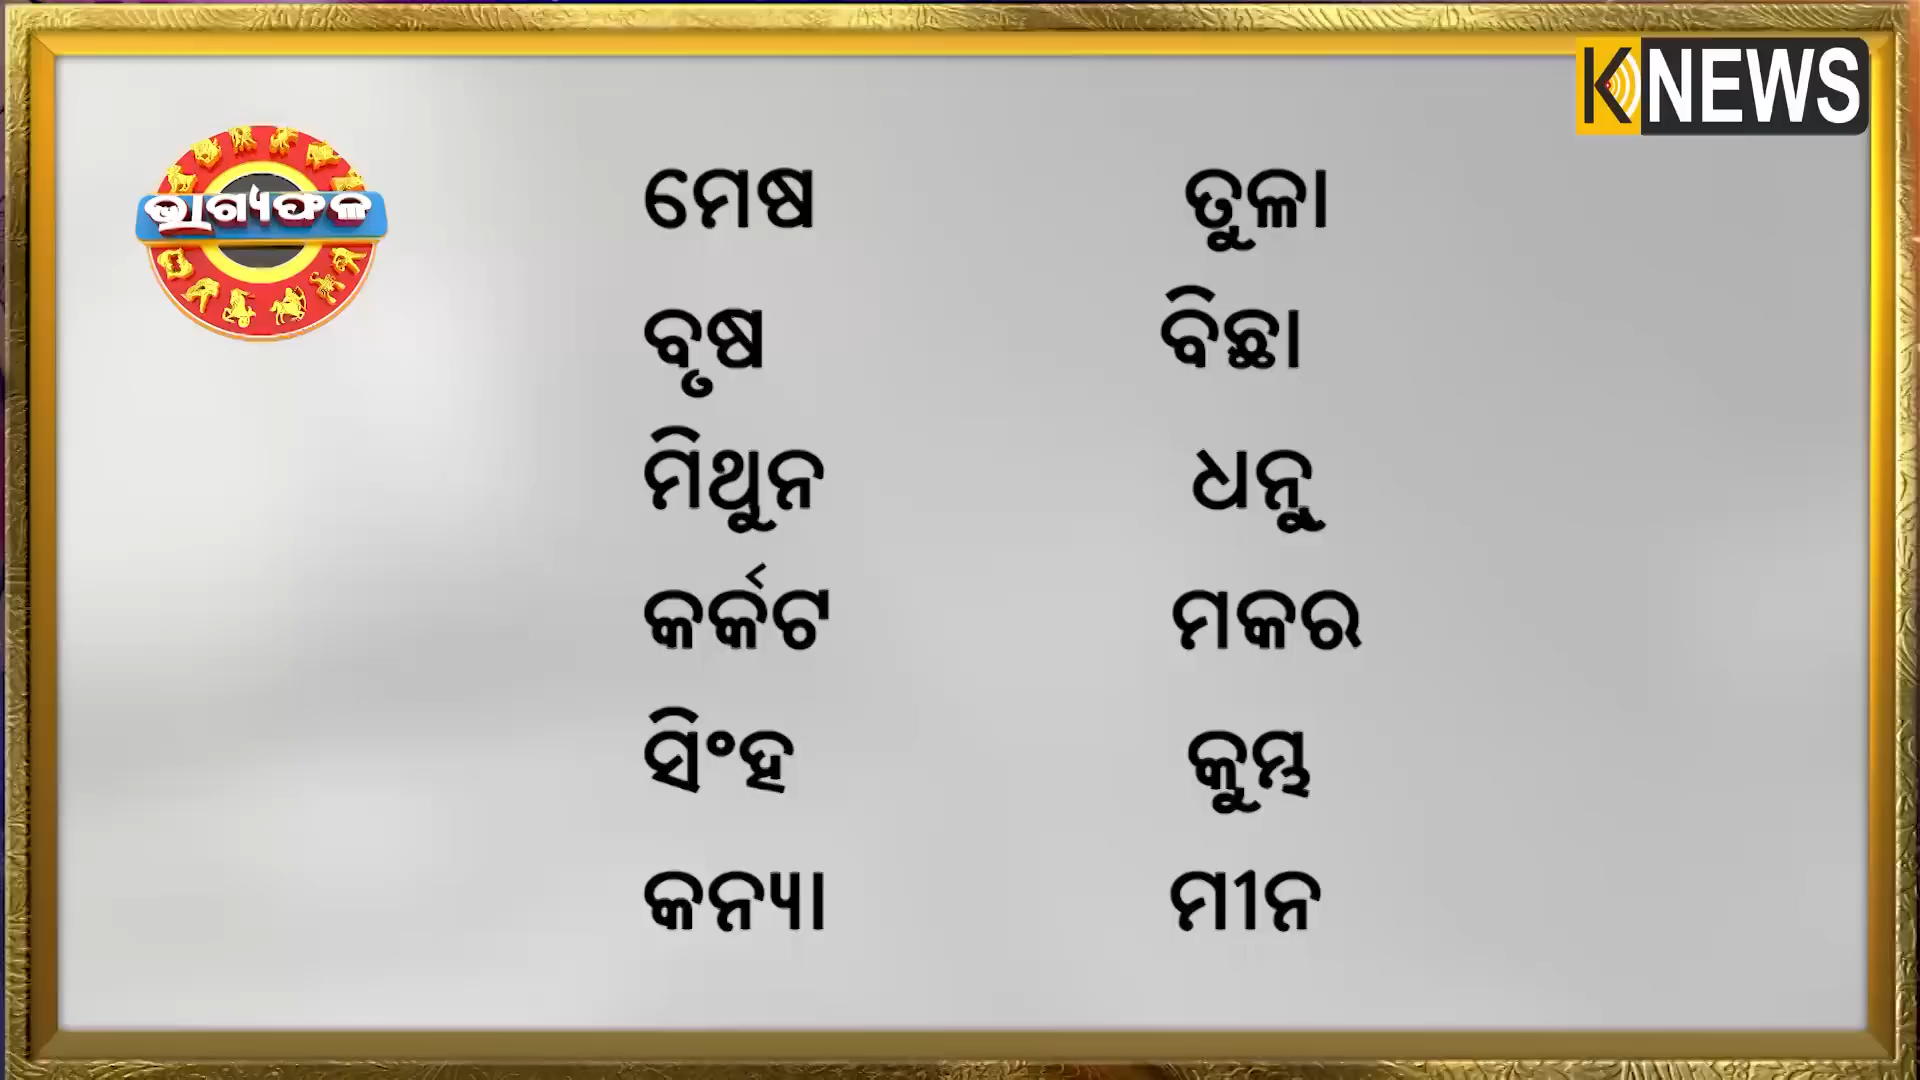 KNEWS
ଭାଗ୍ୟଫଳ
ମେଷ ତୁଳା
ବୃଷ ବିଛା
ମିଥୁନ ଧନୁ
କର୍କଟ ମକର
ସିଂହ କୁମ୍ଭ
କନ୍ୟା ମୀନ